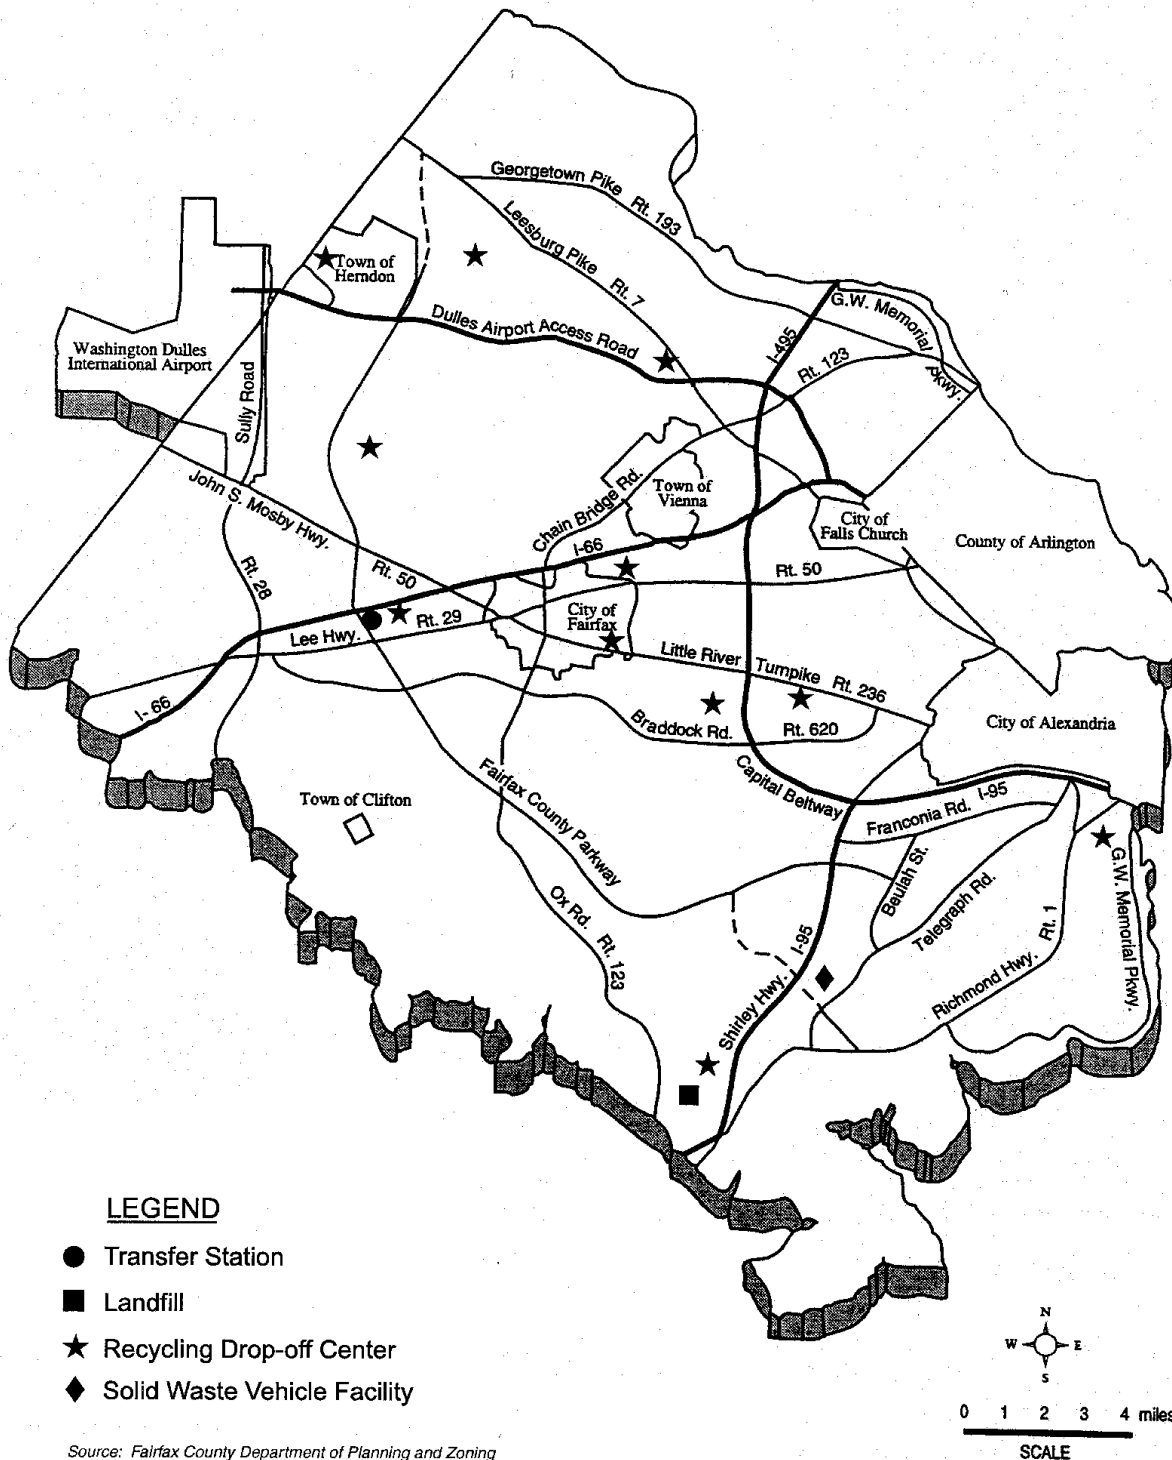 Georgetown Pike Rt. 193
Leesburg Pike Rt. 7
Town of
Herndon
G.W. Memorial
Pkwy.
Dulles Airport Access Road
I-495
Rt. 123
Washington Dulles
International Airport
Sully Road
John S. Mosby Hwy.
Rt. 50
Chain Bridge Rd.
Town of
Vienna
City of
Falls Church
County of Arlington
I-66
Rt. 50
Rt. 28
Lee Hwy.
Rt. 29
City of
Fairfax
Little River Turnpike Rt. 236
I-66
Braddock Rd.
Rt. 620
City of Alexandria
Capital Beltway
Town of Clifton
Fairfax County Parkway
Franconia Rd.
I-95
Beulah St.
Telegraph Rd.
G.W. Memorial Pkwy.
Ox Rd. Rt. 123
Shirley Hwy. I-95
Richmond Hwy. Rt. 1
LEGEND
Transfer Station
Landfill
Recycling Drop-off Center
Solid Waste Vehicle Facility
N
W E
S
0 1 2 3 4 miles
SCALE
Source: Fairfax County Department of Planning and Zoning